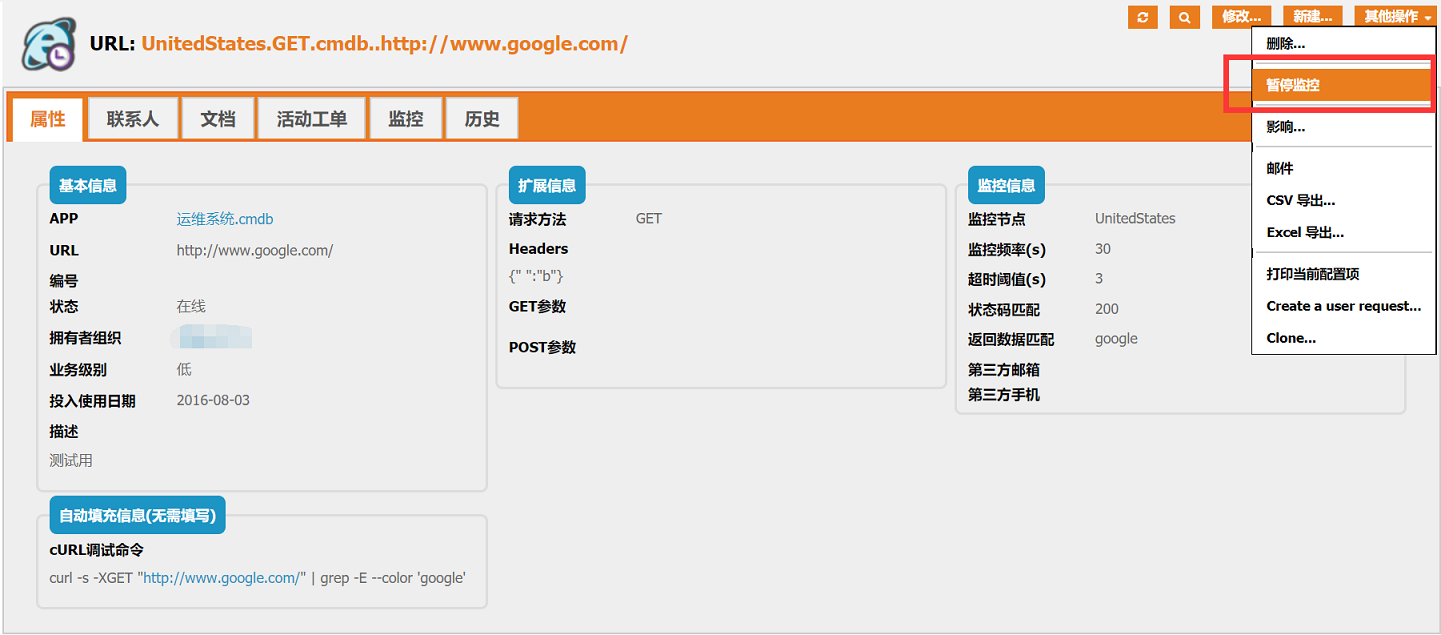 修改...
新建...
其他操作
URL: UnitedStates.GET.cmdb..http://www.google.com/
删除...
暂停监控
影响...
邮件
CSV 导出...
Excel 导出...
打印当前配置项
Create a user request...
Clone...
属性
联系人
文档
活动工单
监控
历史
基本信息
APP 运维系统.cmdb
URL http://www.google.com/
编号
状态 在线
拥有者组织
业务级别 低
投入使用日期 2016-08-03
描述
测试用
扩展信息
请求方法 GET
Headers
{" ":"b"}
GET参数
POST参数
监控信息
监控节点 UnitedStates
监控频率(s) 30
超时阈值(s) 3
状态码匹配 200
返回数据匹配 google
第三方邮箱
第三方手机
自动填充信息(无需填写)
cURL调试命令
curl -s -XGET "http://www.google.com/" | grep -E --color 'google'